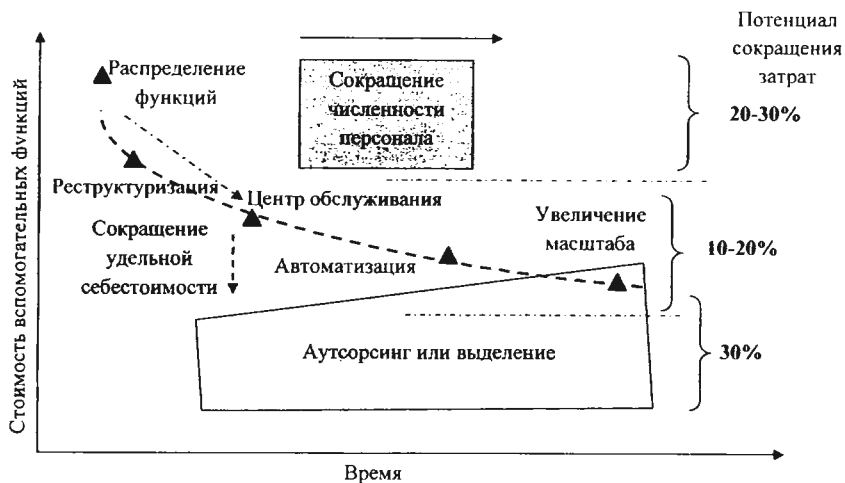 Потенциал
сокращения
затрат
Распределение
функций
Сокращение
численности
персонала
20-30%
Реструктуризация
Центр обслуживания
Увеличение
масштаба
10-20%
Сокращение
удельной
себестоимости
Автоматизация
Аутсорсинг или выделение
30%
Стоимость вспомогательных функций
Время